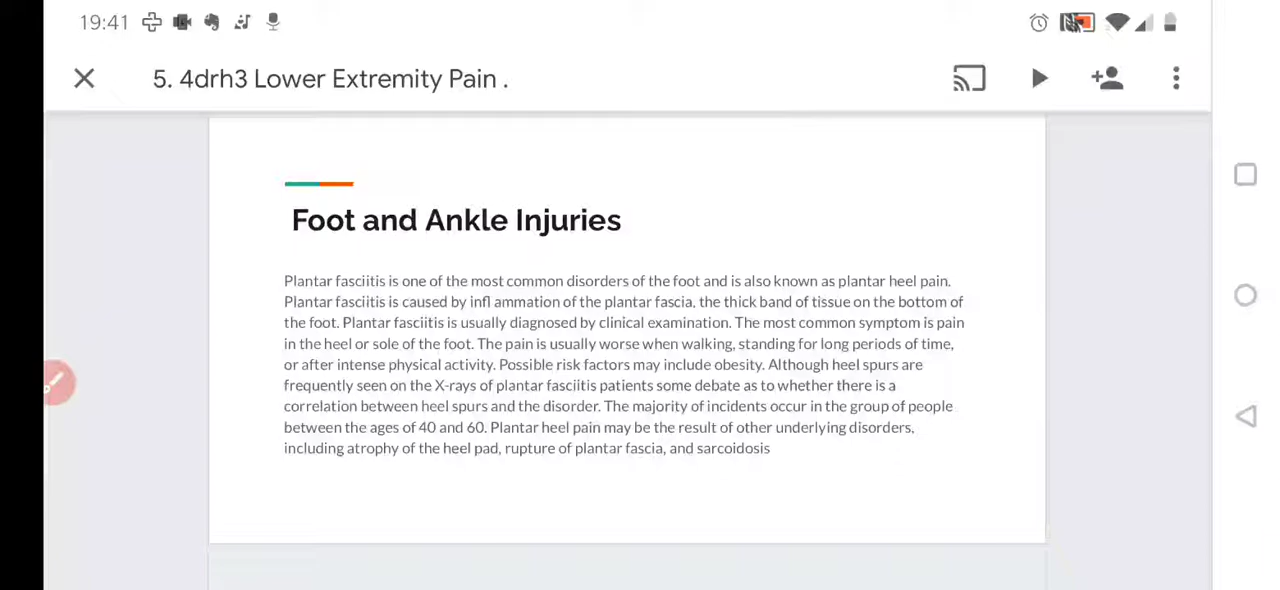 19:41
5. 4drh3 Lower Extremity Pain .
Foot and Ankle Injuries
Plantar fasciitis is one of the most common disorders of the foot and is also known as plantar heel pain.
Plantar fasciitis is caused by infl ammation of the plantar fascia, the thick band of tissue on the bottom of
the foot. Plantar fasciitis is usually diagnosed by clinical examination. The most common symptom is pain
in the heel or sole of the foot. The pain is usually worse when walking, standing for long periods of time,
or after intense physical activity. Possible risk factors may include obesity. Although heel spurs are
frequently seen on the X-rays of plantar fasciitis patients some debate as to whether there is a
correlation between heel spurs and the disorder. The majority of incidents occur in the group of people
between the ages of 40 and 60. Plantar heel pain may be the result of other underlying disorders,
including atrophy of the heel pad, rupture of plantar fascia, and sarcoidosis